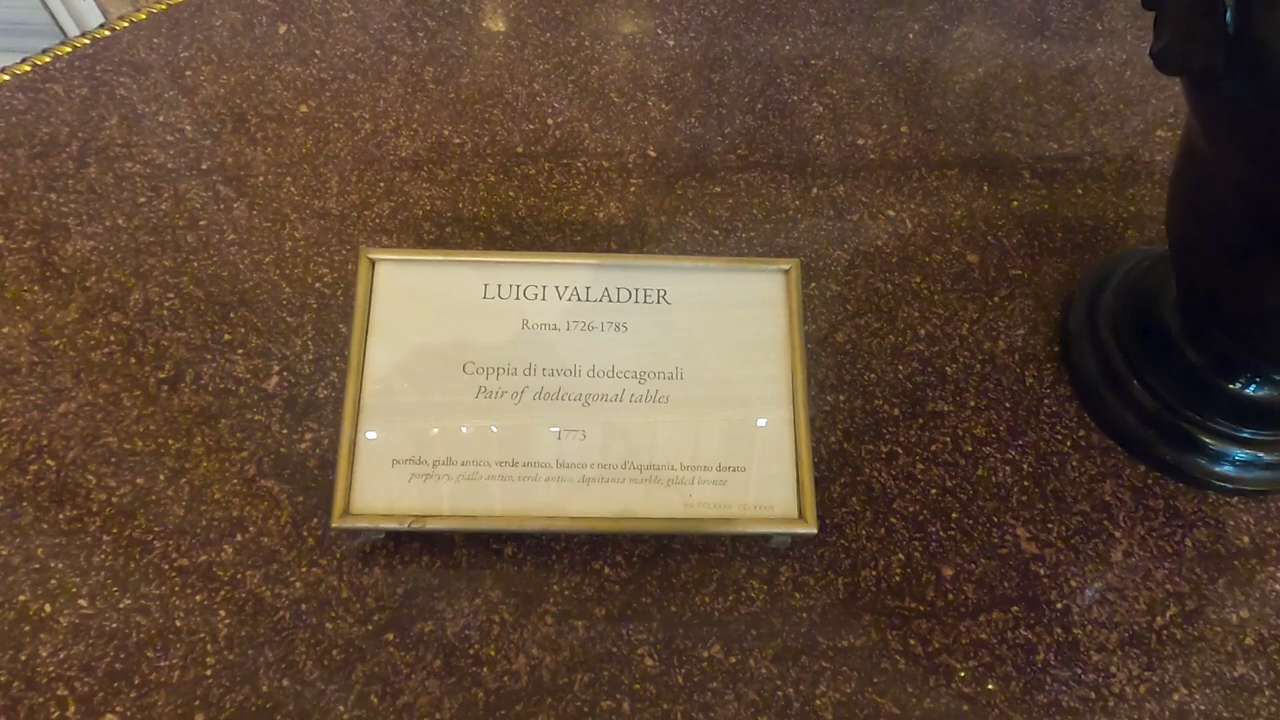 LUIGI VALADIER
Roma, 1726-1785
Coppia di tavoli dodecagonali
Pair of dodecagonal tables
1773
porfido, giallo antico, verde antico, bianco e nero d'Aquitania, bronzo dorato
porphyry, giallo antico, verde antico, Aquitania marble, gilded bronze